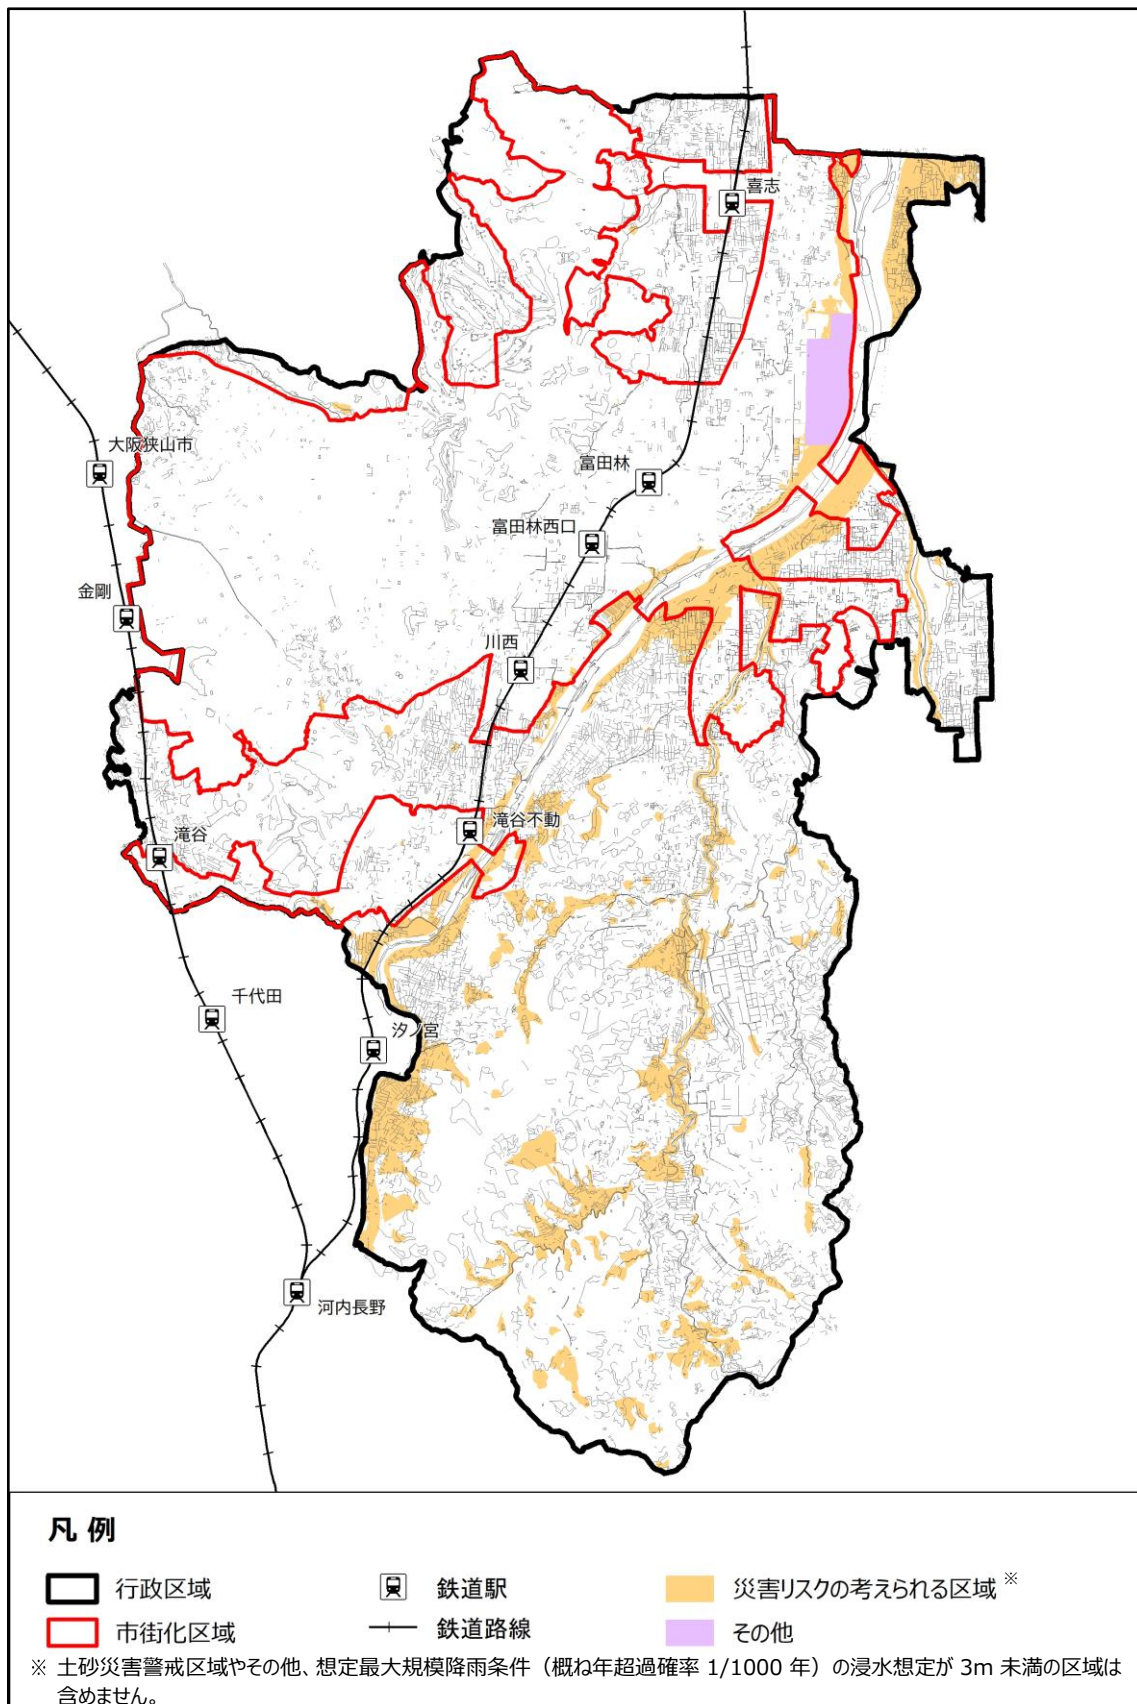 喜志
大阪狭山市
富田林
富田林西口
金剛
川西
滝谷不動
滝谷
千代田
汐ノ宮
河内長野
凡 例
行政区域 鉄道駅 災害リスクの考えられる区域 ※
市街化区域 鉄道路線 その他
※ 土砂災害警戒区域やその他、想定最大規模降雨条件（概ね年超過確率 1/1000 年）の浸水想定が 3m 未満の区域は
含めません。